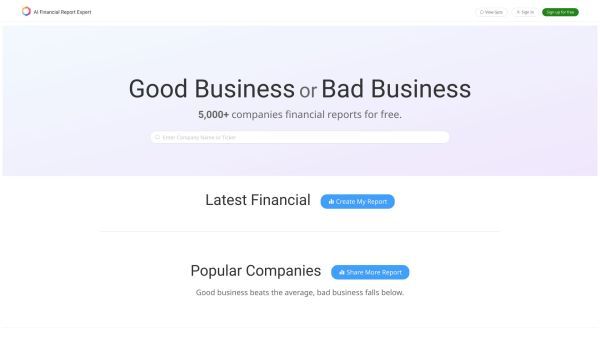 AI Financial Report Expert
View Sets
Sign In
Sign up for free
Good Business or Bad Business
5,000+ companies financial reports for free.
Enter Company Name or Ticker
Latest Financial
Create My Report
Popular Companies
Share More Report
Good business beats the average, bad business falls below.